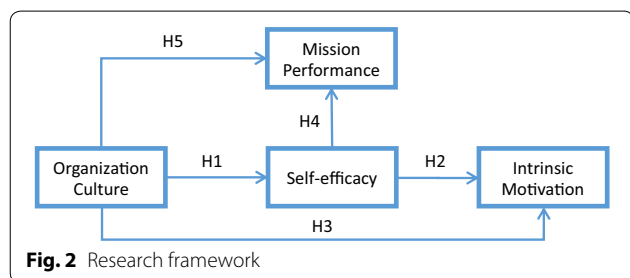 H5
Mission
Performance
H4
Organization
Culture
H1
Self-efficacy
H2
Intrinsic
Motivation
H3
Fig. 2 Research framework